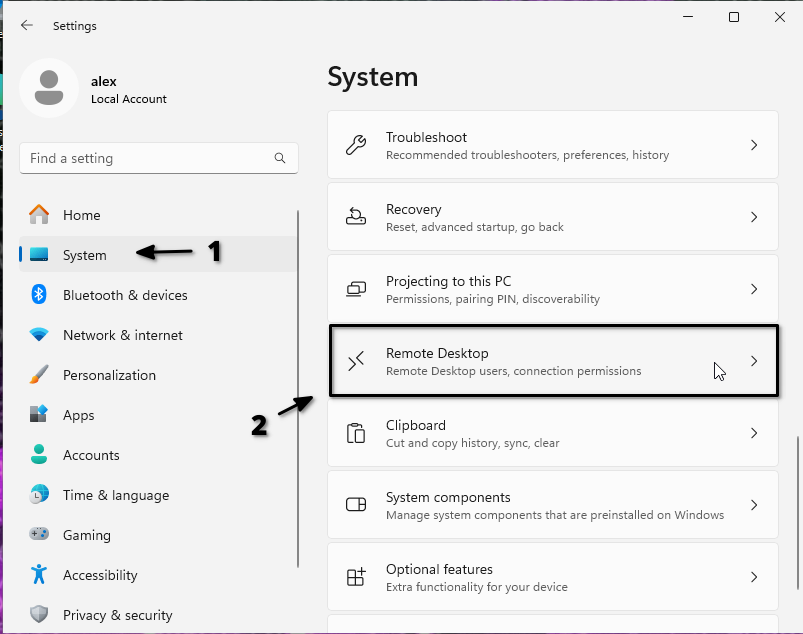 Settings
alex
Local Account
Find a setting
Home
System
1
Bluetooth & devices
Network & internet
Personalization
2
Apps
Accounts
Time & language
Gaming
Accessibility
Privacy & security
System
Troubleshoot
Recommended troubleshooters, preferences, history
Recovery
Reset, advanced startup, go back
Projecting to this PC
Permissions, pairing PIN, discoverability
Remote Desktop
Remote Desktop users, connection permissions
Clipboard
Cut and copy history, sync, clear
System components
Manage system components that are preinstalled on Windows
Optional features
Extra functionality for your device